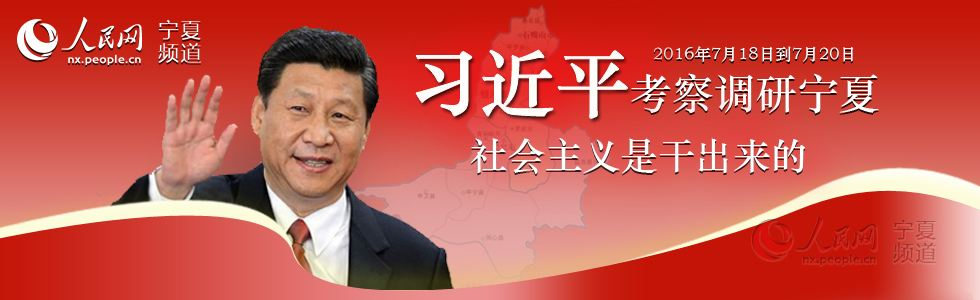 人民网
nx.people.cn
宁夏
频道
2016年7月18日到7月20日
习近平考察调研宁夏
社会主义是干出来的
人民网
nx.people.cn
宁夏
频道